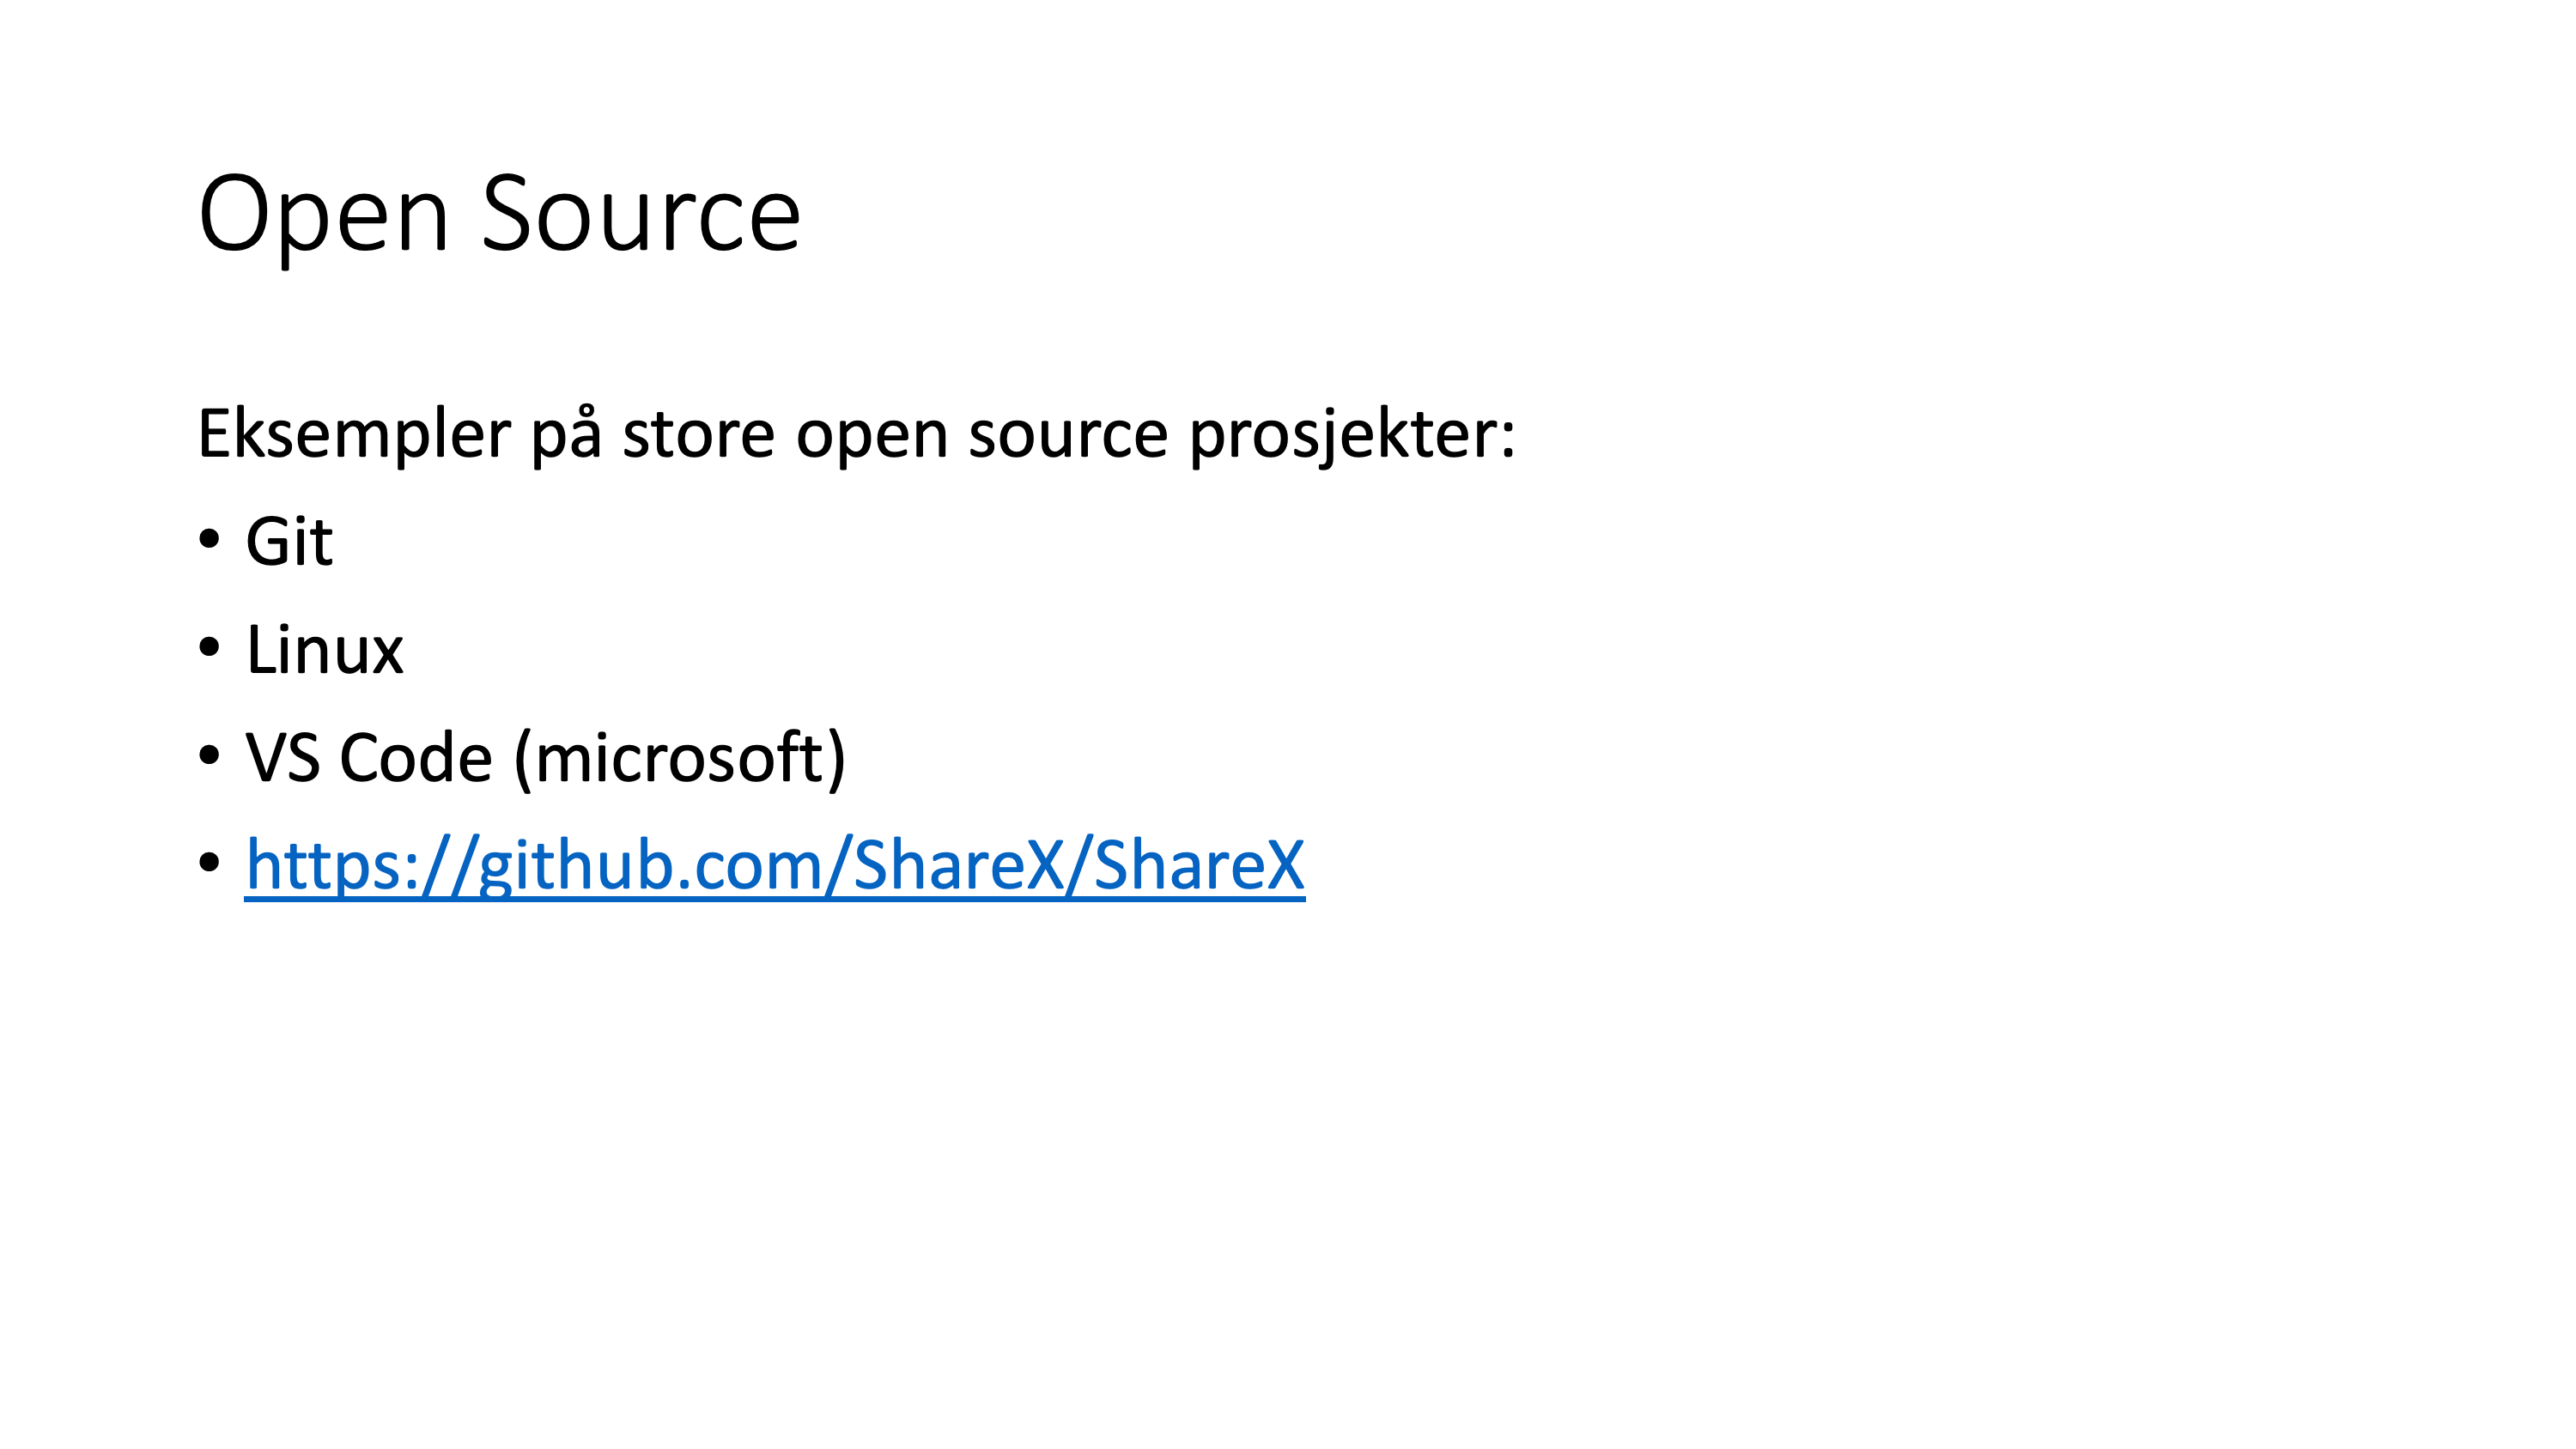 Open Source
Eksempler på store open source prosjekter:
• Git
• Linux
• VS Code (microsoft)
• https://github.com/ShareX/ShareX